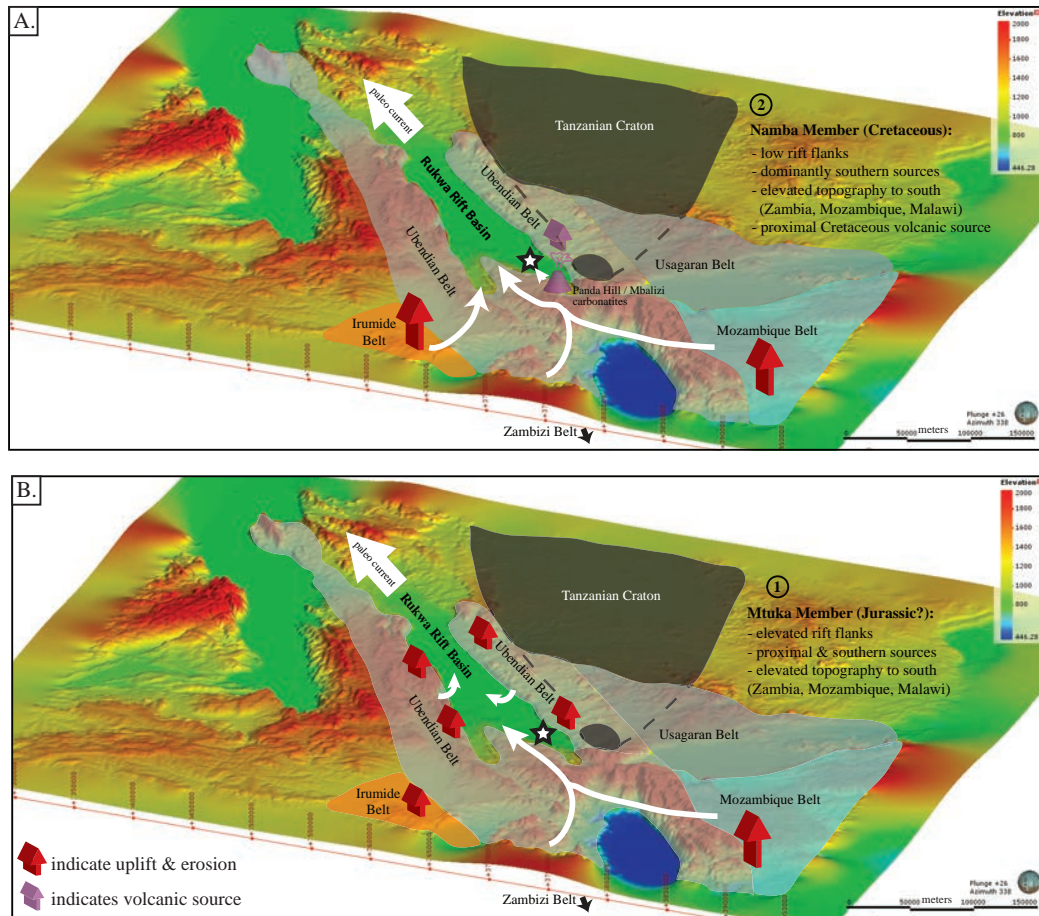 A.
Elevation
2000
1800
1600
1400
1200
1000
800
446.28
paleo current
Tanzanian Craton
2
Namba Member (Cretaceous):
- low rift flanks
- dominantly southern sources
- elevated topography to south
(Zambia, Mozambique, Malawi)
- proximal Cretaceous volcanic source
Rukwa Rift Basin
Ubendian Belt
Ubendian Belt
Usagaran Belt
Panda Hill / Mbalizi
carbonatites
Irumide
Belt
Mozambique Belt
Plunge +26
Azimuth 338
Zambizi Belt
meters
0 50000 100000 150000
B.
Elevation
2000
1800
1600
1400
1200
1000
800
446.28
paleo current
Tanzanian Craton
1
Mtuka Member (Jurassic?):
- elevated rift flanks
- proximal & southern sources
- elevated topography to south
(Zambia, Mozambique, Malawi)
Rukwa Rift Basin
Ubendian Belt
Ubendian Belt
Usagaran Belt
Irumide
Belt
Mozambique Belt
indicate uplift & erosion
indicates volcanic source
Plunge +26
Azimuth 338
Zambizi Belt
meters
0 50000 100000 150000